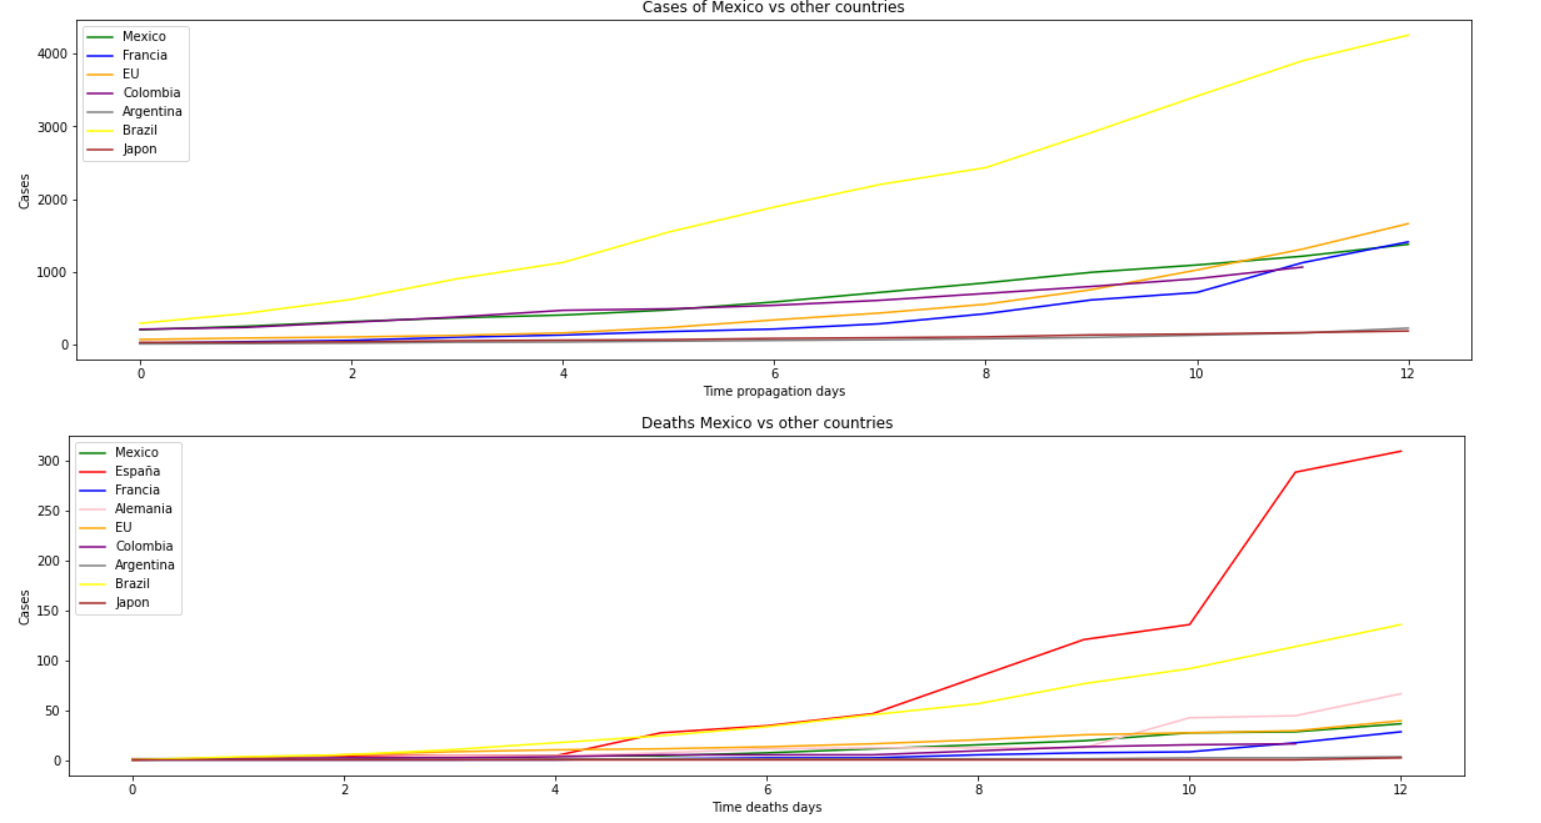 Cases of Mexico vs other countries
Mexico
Francia
EU
Colombia
Argentina
Brazil
Japon
4000
3000
2000
1000
0
Cases
0 2 4 6 8 10 12
Time propagation days
Deaths Mexico vs other countries
Mexico
España
Francia
Alemania
EU
Colombia
Argentina
Brazil
Japon
300
250
200
150
100
50
0
Cases
0 2 4 6 8 10 12
Time deaths days